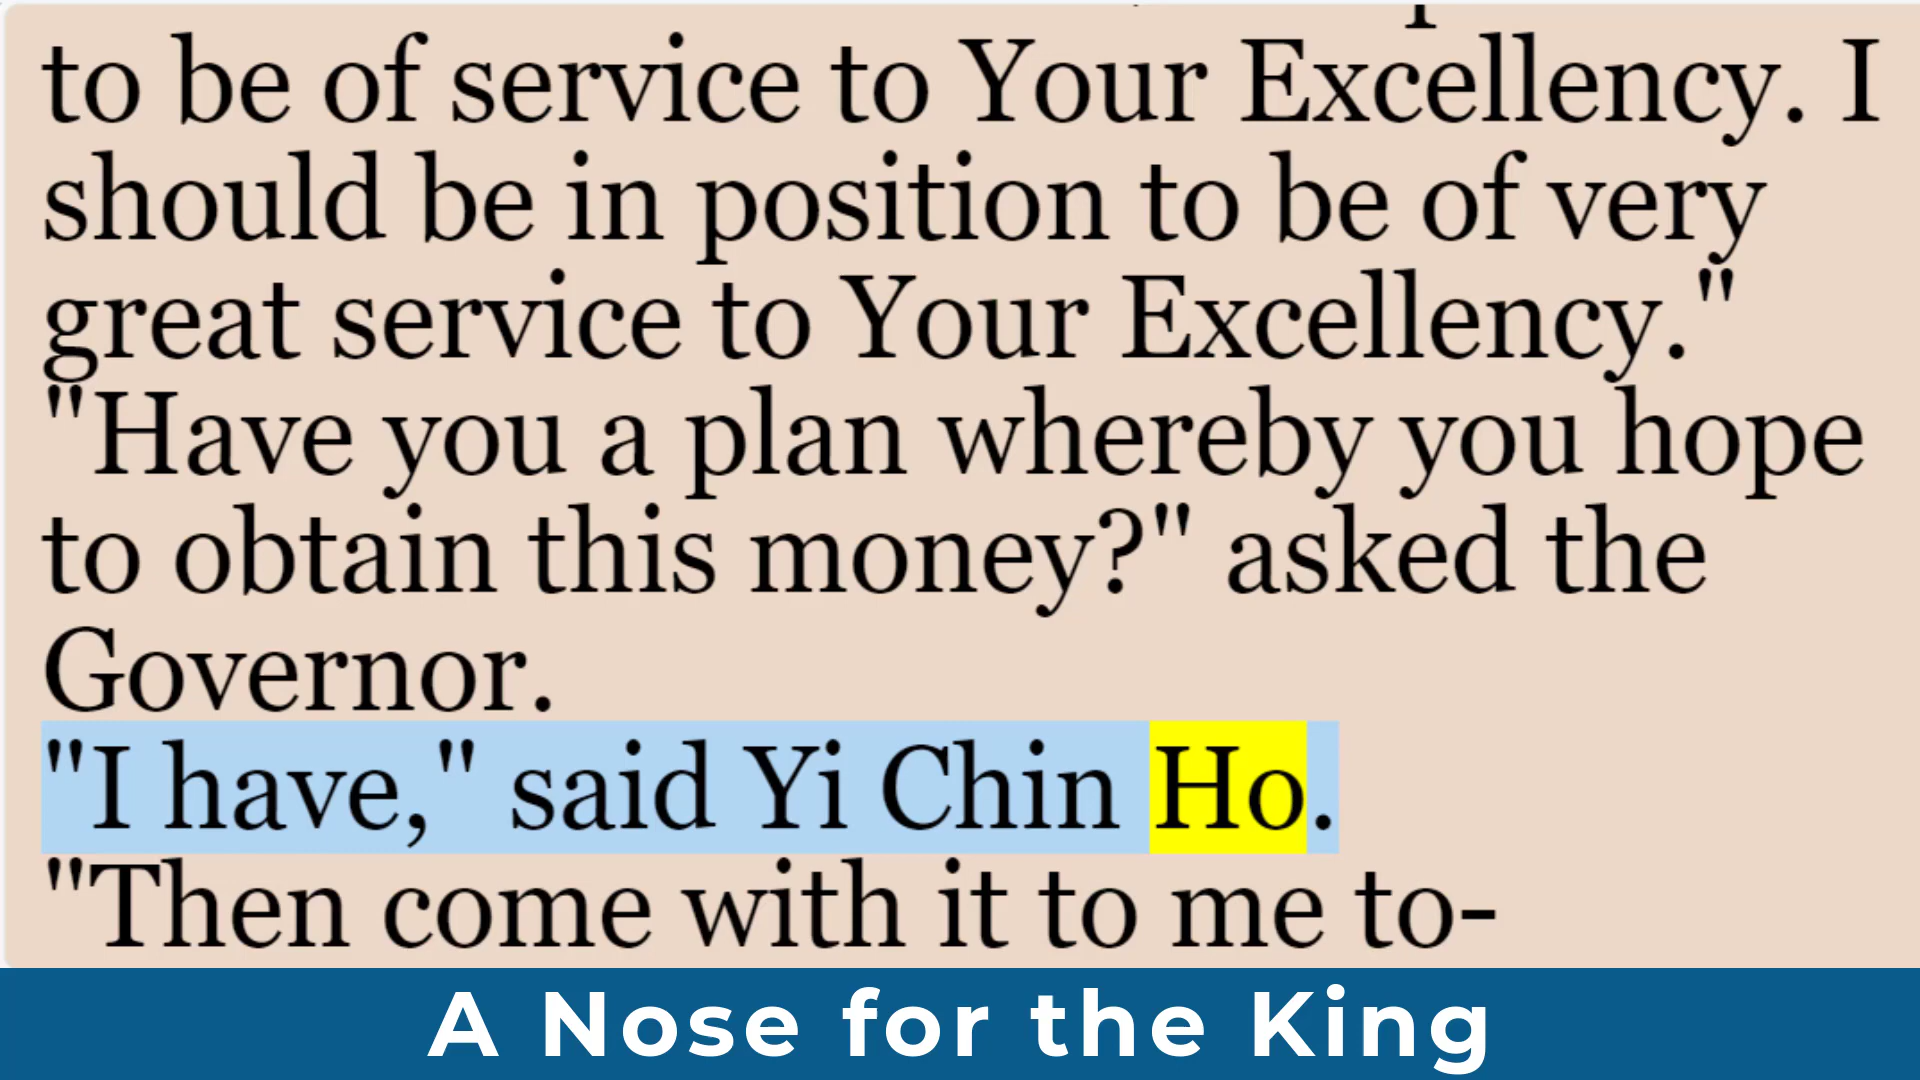 to be of service to Your Excellency. I
should be in position to be of very
great service to Your Excellency."
"Have you a plan whereby you hope
to obtain this money?" asked the
Governor.
"I have," said Yi Chin Ho.
"Then come with it to me to-
A Nose for the King